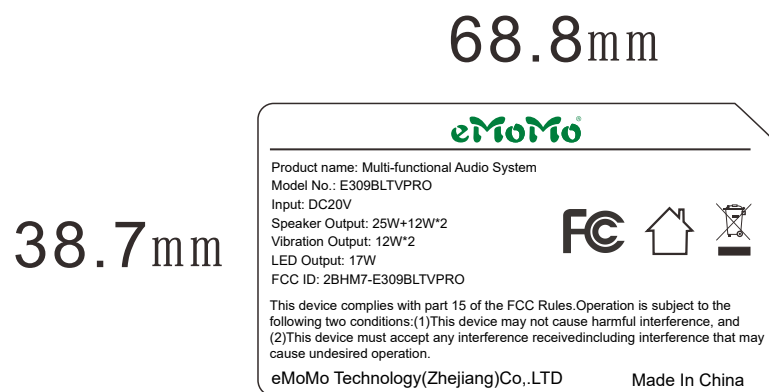 68.8mm
38.7mm
eMoMo®
Product name: Multi-functional Audio System
Model No.: E309BLTVPRO
Input: DC20V
Speaker Output: 25W+12W*2
Vibration Output: 12W*2
LED Output: 17W
FCC ID: 2BHM7-E309BLTVPRO
FC
This device complies with part 15 of the FCC Rules.Operation is subject to the
following two conditions:(1)This device may not cause harmful interference, and
(2)This device must accept any interference receivedincluding interference that may
cause undesired operation.
eMoMo Technology(Zhejiang)Co,.LTD Made In China